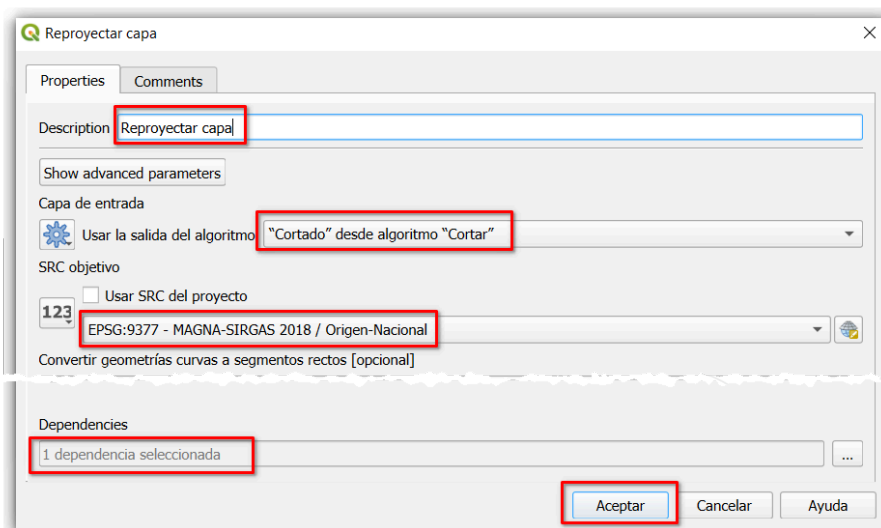 Reproyectar capa
Properties Comments
Description Reproyectar capa
Show advanced parameters
Capa de entrada
Usar la salida del algoritmo "Cortado" desde algoritmo "Cortar"
SRC objetivo
Usar SRC del proyecto
123
EPSG:9377 - MAGNA-SIRGAS 2018 / Origen-Nacional
Convertir geometrías curvas a segmentos rectos [opcional]
Dependencies
1 dependencia seleccionada ...
Aceptar Cancelar Ayuda